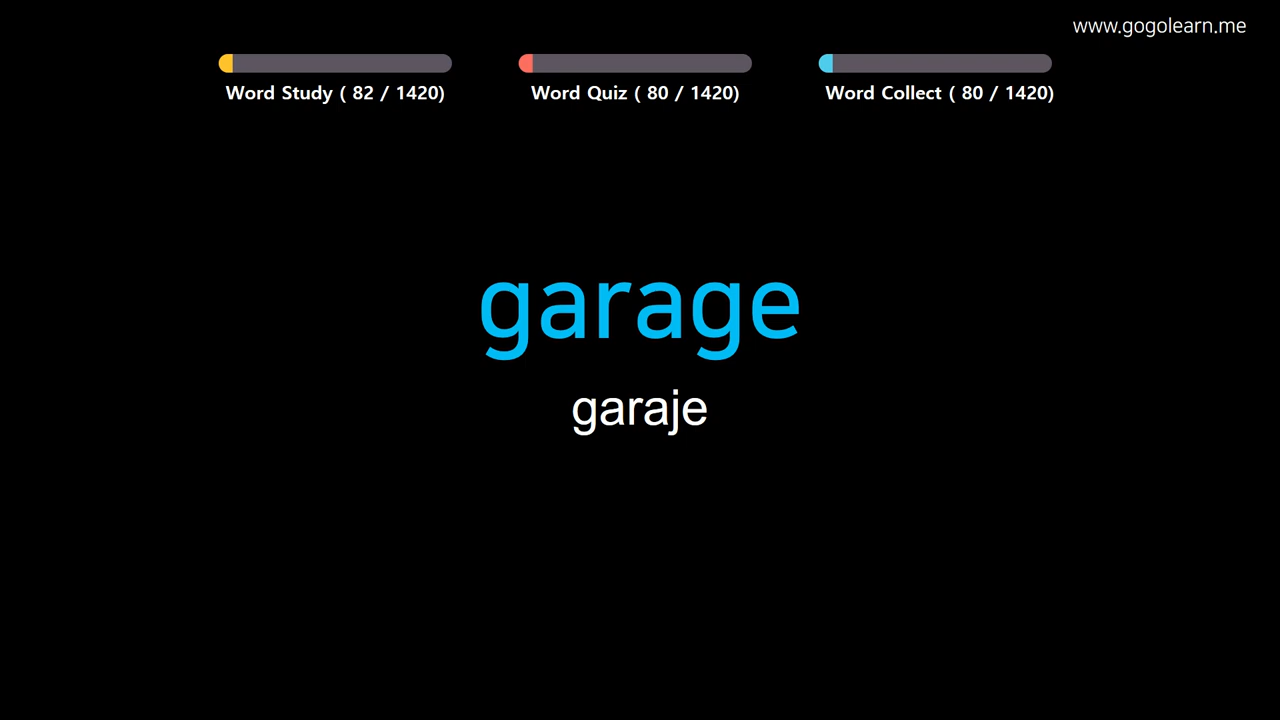 www.gogolearn.me
Word Study ( 82 / 1420)
Word Quiz ( 80 / 1420)
Word Collect ( 80 / 1420)
garage
garaje